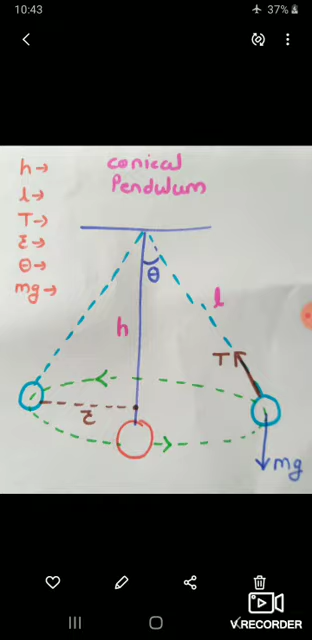 10:43
37%
h→
l→
T→
r→
θ→
mg→
conical
Pendulum
θ
l
h
T
r
mg
V.RECORDER